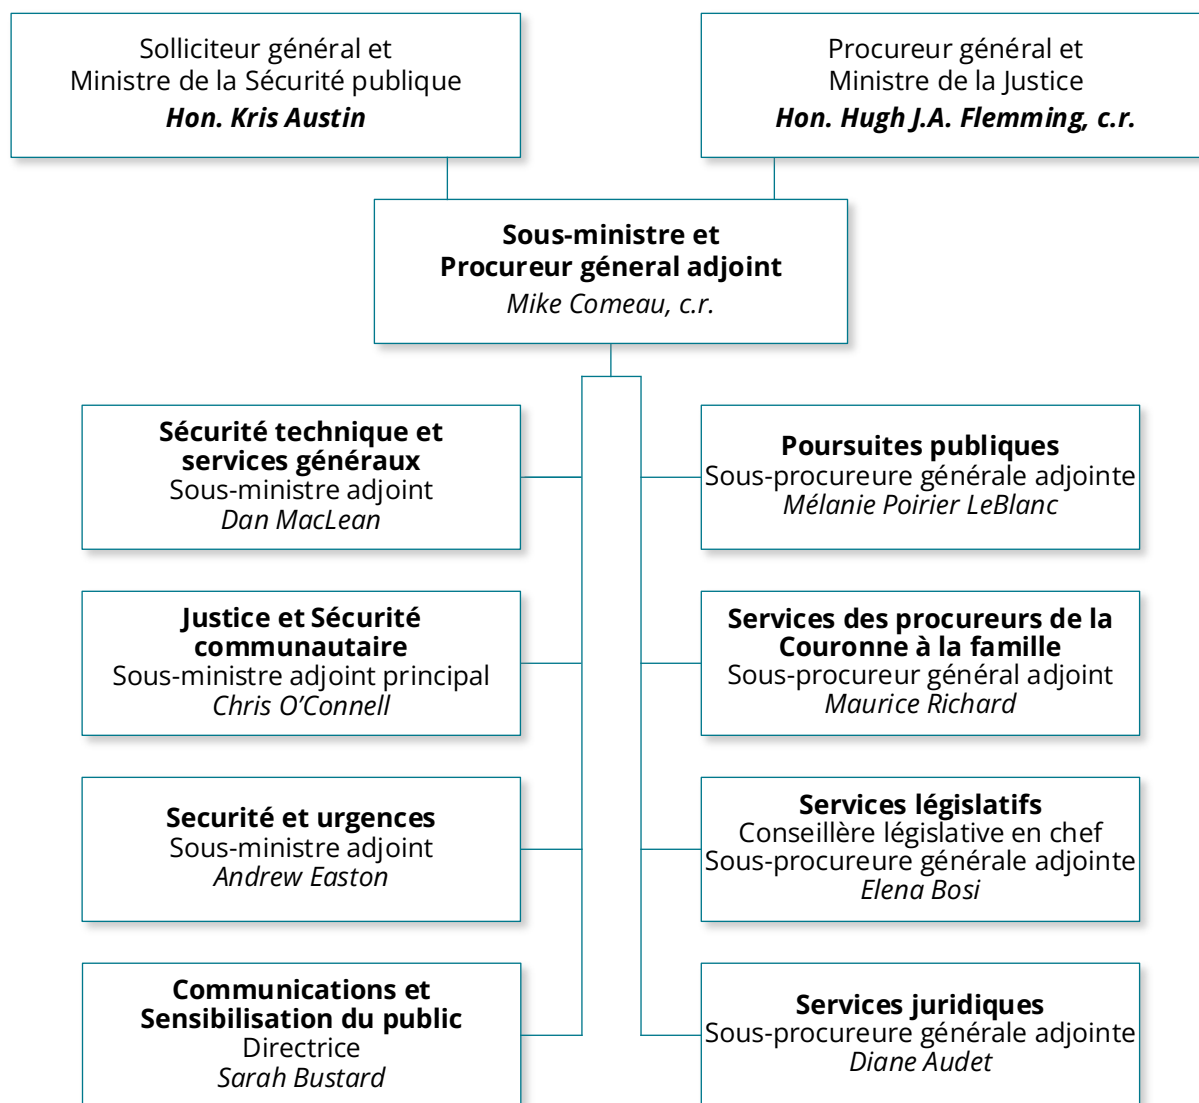 Solliciteur général et
Ministre de la Sécurité publique
Hon. Kris Austin
Procureur général et
Ministre de la Justice
Hon. Hugh J.A. Flemming, c.r.
Sous-ministre et
Procureur géneral adjoint
Mike Comeau, c.r.
Sécurité technique et
services généraux
Sous-ministre adjoint
Dan MacLean
Justice et Sécurité
communautaire
Sous-ministre adjoint principal
Chris O’Connell
Securité et urgences
Sous-ministre adjoint
Andrew Easton
Communications et
Sensibilisation du public
Directrice
Sarah Bustard
Poursuites publiques
Sous-procureure générale adjointe
Mélanie Poirier LeBlanc
Services des procureurs de la
Couronne à la famille
Sous-procureur général adjoint
Maurice Richard
Services législatifs
Conseillère législative en chef
Sous-procureure générale adjointe
Elena Bosi
Services juridiques
Sous-procureure générale adjointe
Diane Audet